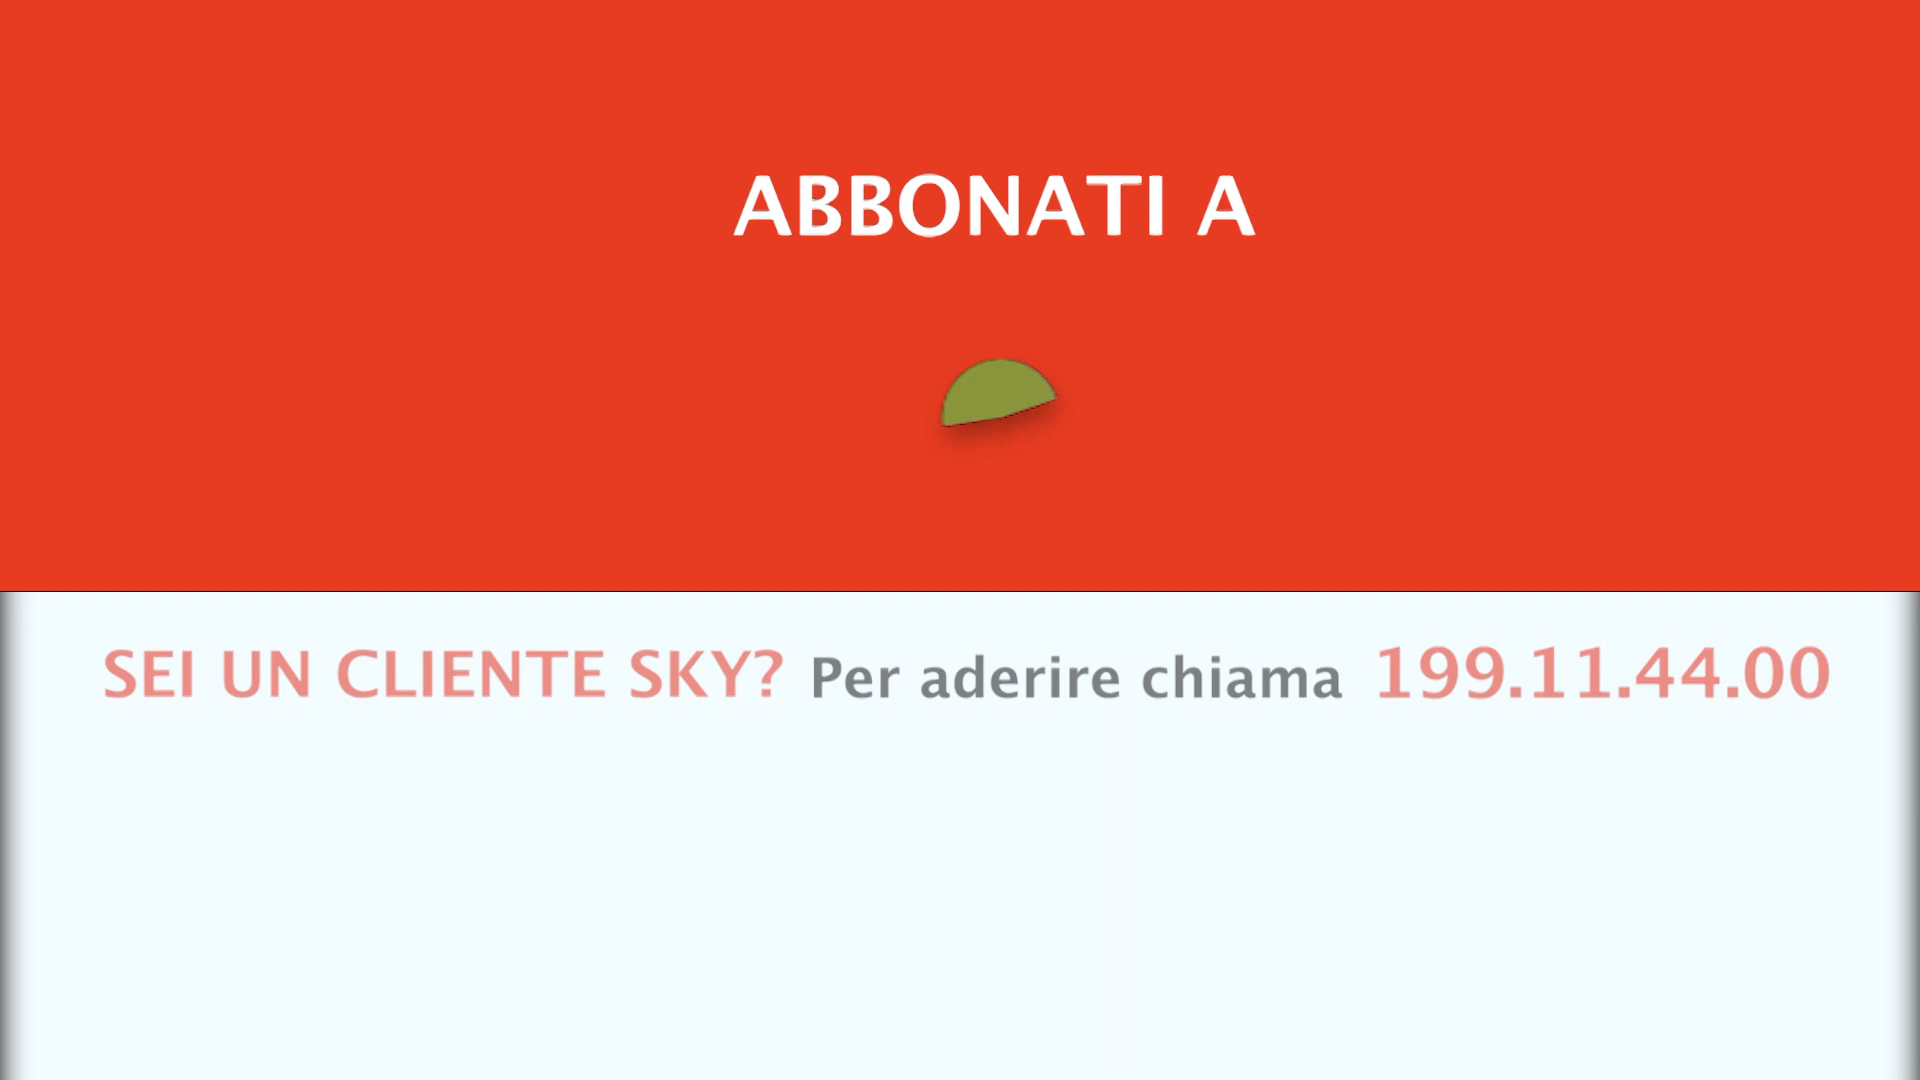 ABBONATI A
SEI UN CLIENTE SKY? Per aderire chiama 199.11.44.00